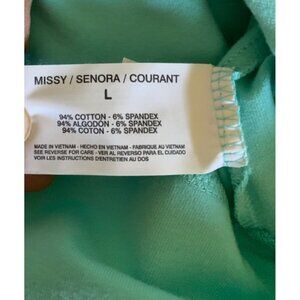 MISSY / SENORA / COURANT
L
94% COTTON - 6% SPANDEX
94% ALGODÓN - 6% SPANDEX
94% COTON - 6% SPANDEX
MADE IN VIETNAM - HECHO EN VIETNAM - FABRIQUE AU VIETNAM
SEE REVERSE FOR CARE - VER AL REVERSO PARA EL CUIDADO
VOIR LES INSTRUCTIONS D'ENTRETIEN AU DOS